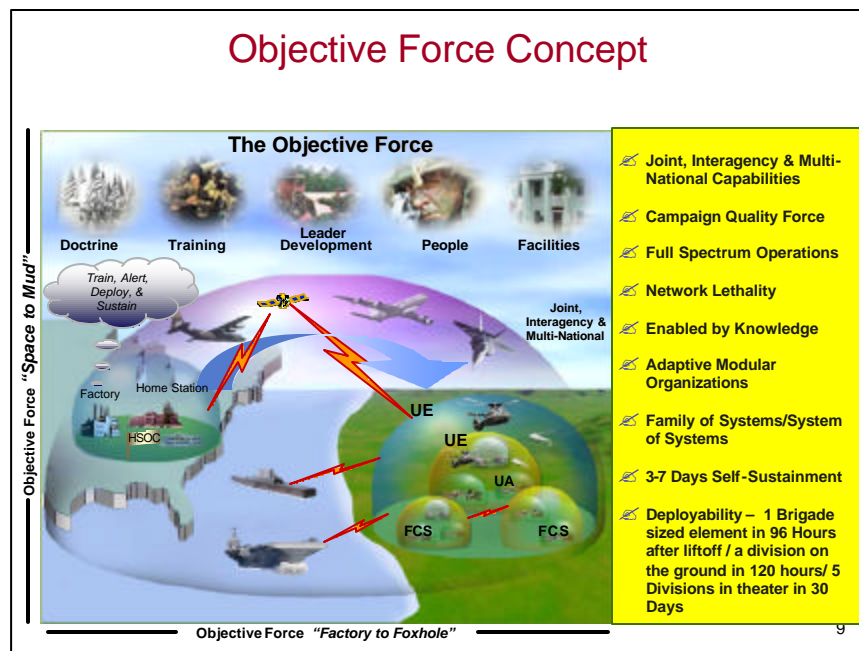 Objective Force Concept
The Objective Force
Doctrine
Training
Leader
Development
People
Facilities
Train, Alert,
Deploy, &
Sustain
Joint,
Interagency &
Multi-National
Factory
Home Station
HSOC
UE
UE
UA
FCS
FCS
Objective Force "Space to Mud"
Objective Force "Factory to Foxhole"
Joint, Interagency & Multi-
National Capabilities
Campaign Quality Force
Full Spectrum Operations
Network Lethality
Enabled by Knowledge
Adaptive Modular
Organizations
Family of Systems/System
of Systems
3-7 Days Self-Sustainment
Deployability – 1 Brigade
sized element in 96 Hours
after liftoff / a division on
the ground in 120 hours/ 5
Divisions in theater in 30
Days
9